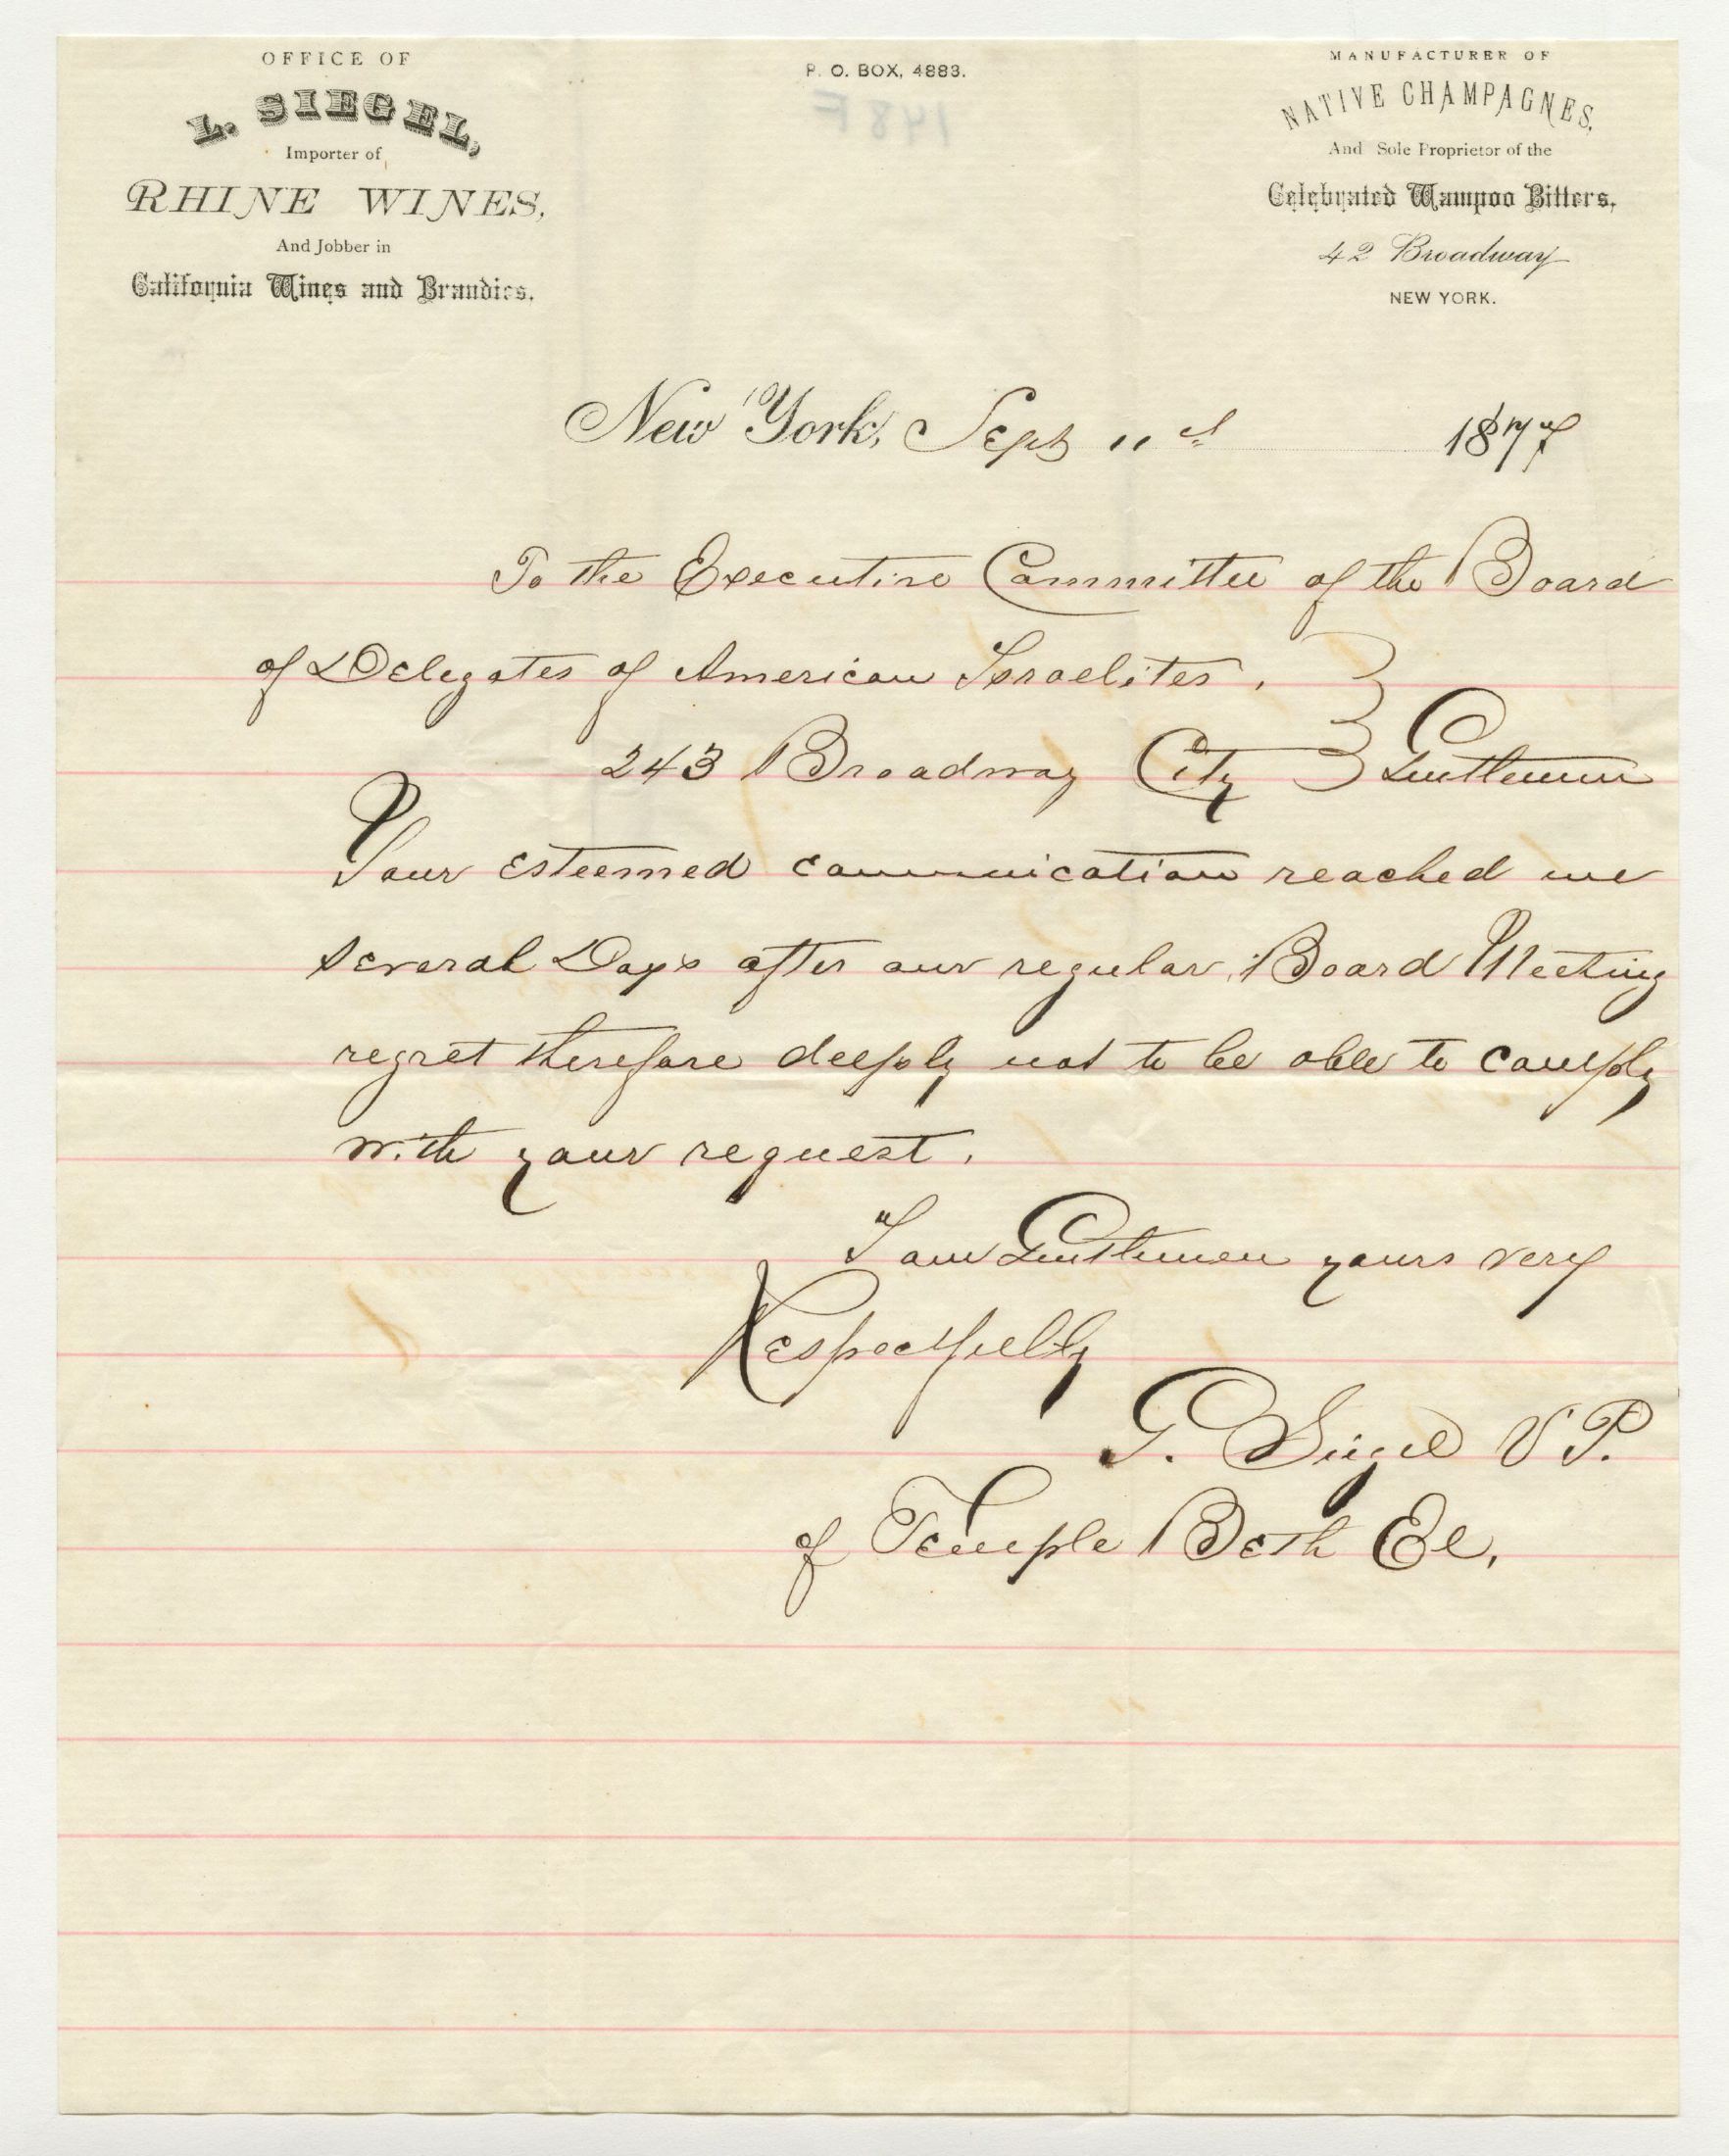 OFFICE OF
L. SIEGEL,
Importer of
RHINE WINES,
And Jobber in
California Wines and Brandies.
P. O. BOX, 4883.
148F
MANUFACTURER OF
NATIVE CHAMPAGNES,
And Sole Proprietor of the
Celebrated Wampoo Bitters,
42 Broadway
NEW YORK.
New York, Sept 11 1877
To the Executive Committee of the Board
of Delegates of American Israelites.
243 Broadway City Gentlemen
Your esteemed communication reached me
several Days after our regular Board Meeting
regret therefore deeply not to be able to comply
with your request.
I am Gentlemen yours very
Respectfully
V P.
of Temple Beth El.